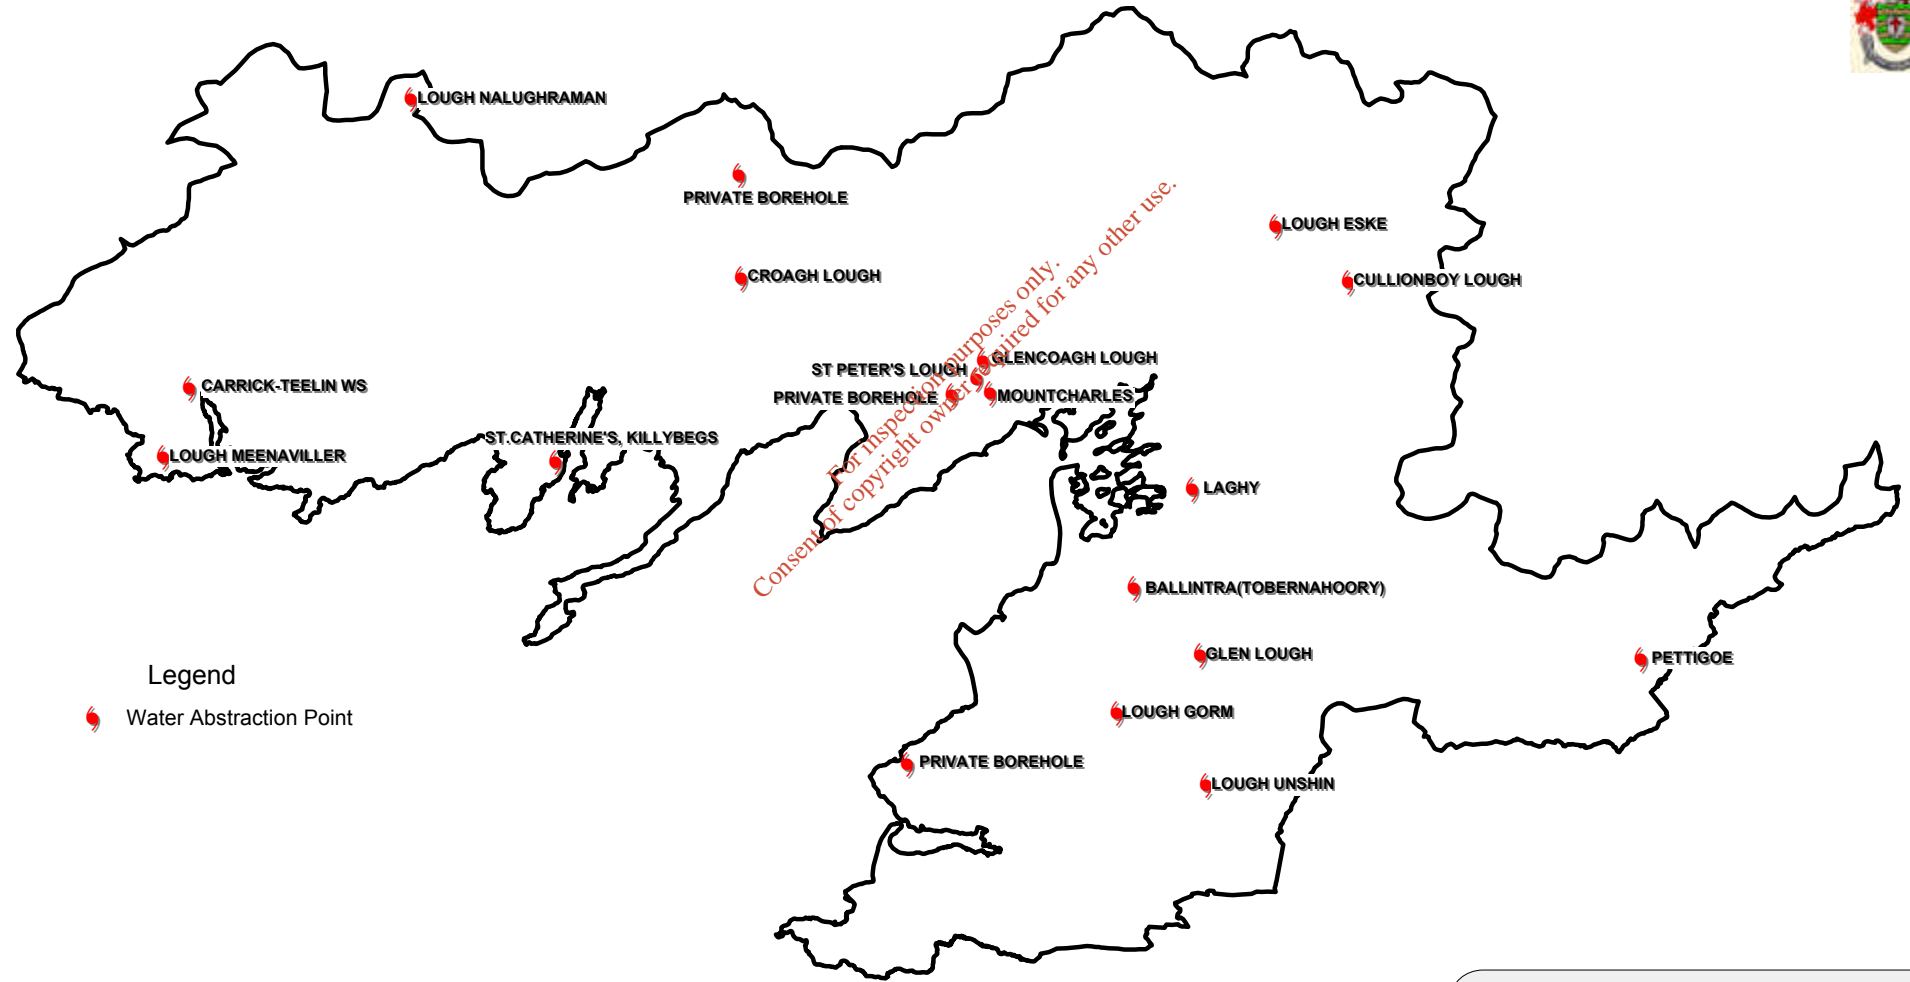 LOUGH NALUGHRAMAN
PRIVATE BOREHOLE
LOUGH ESKE
CROAGH LOUGH
CULLIONBOY LOUGH
GLENCOAGH LOUGH
ST PETER'S LOUGH
CARRICK-TEELIN WS
PRIVATE BOREHOLE
MOUNTCHARLES
ST.CATHERINE'S, KILLYBEGS
LOUGH MEENAVILLER
LAGHY
BALLINTRA(TOBERNAHOORY)
GLEN LOUGH
PETTIGOE
LOUGH GORM
PRIVATE BOREHOLE
LOUGH UNSHIN
For inspection purposes only.
Consent of copyright owner required for any other use.
Legend
Water Abstraction Point